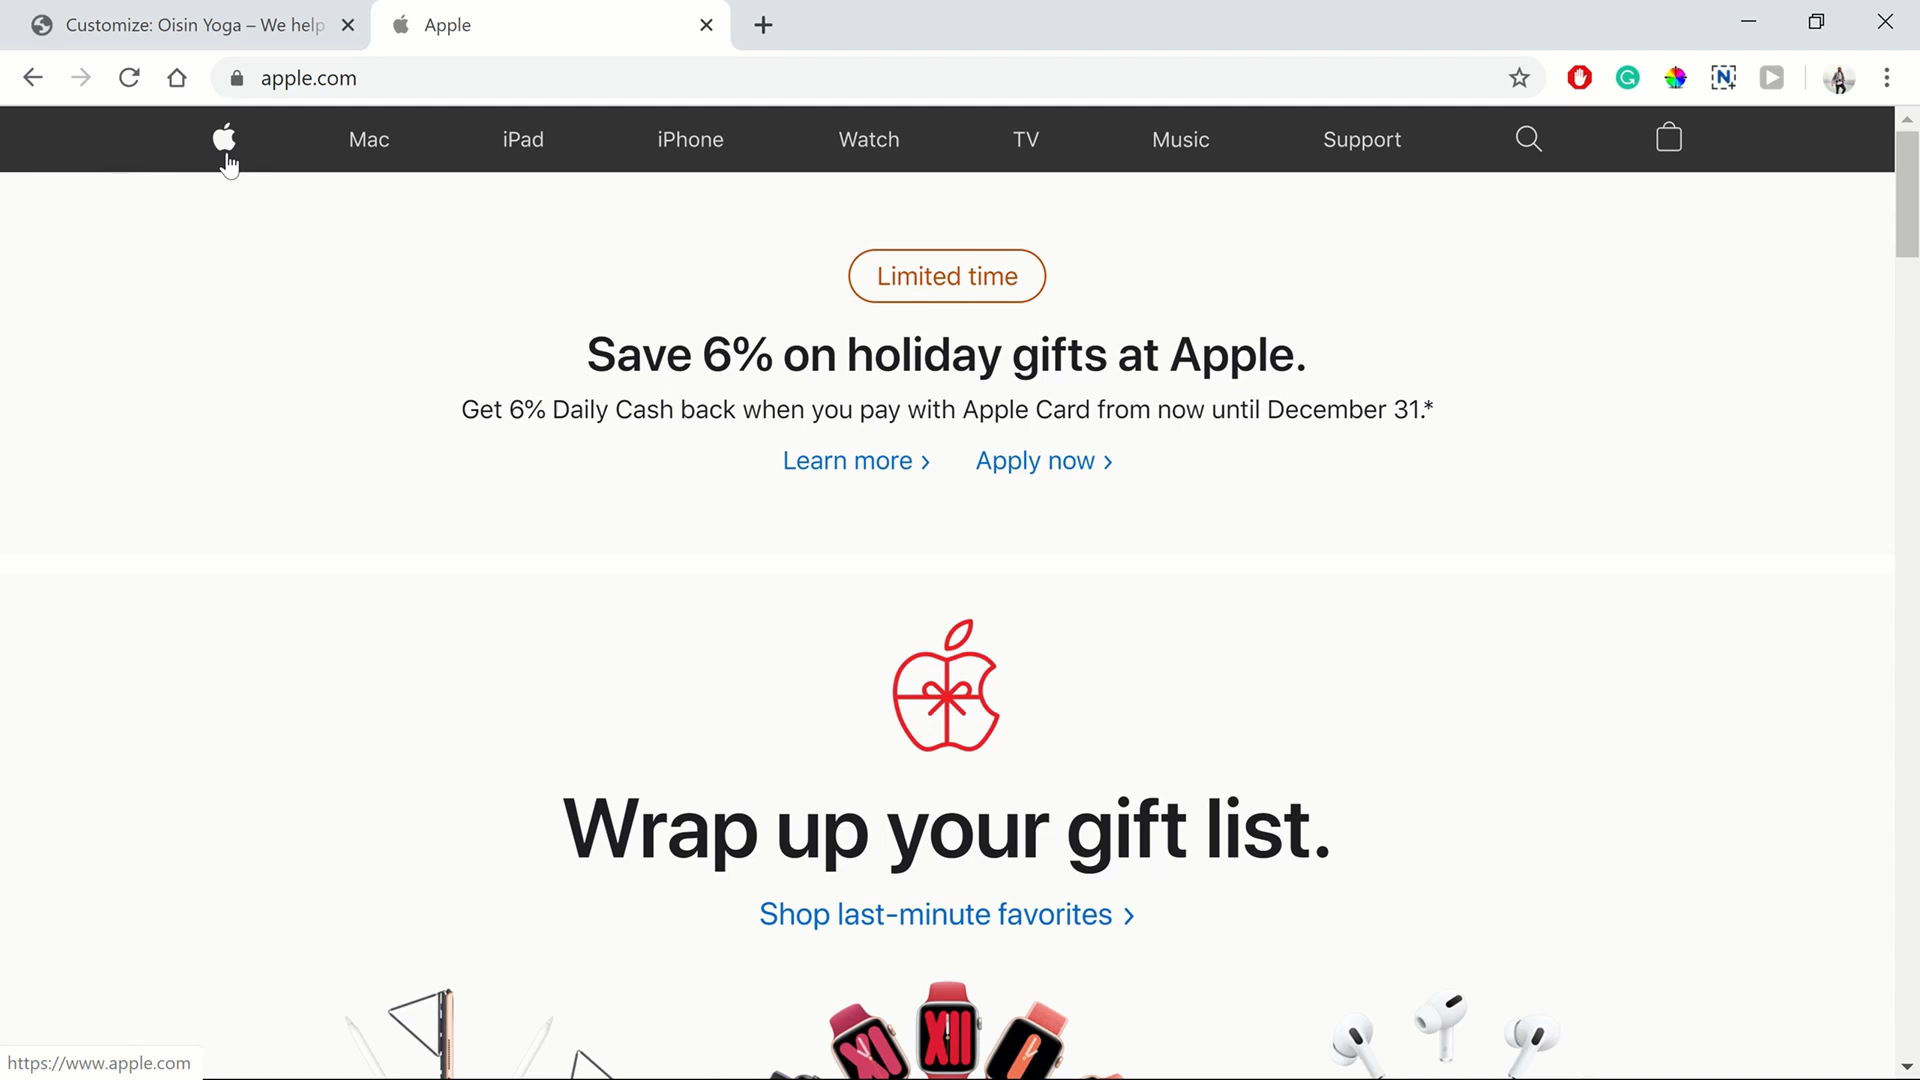 Customize: Oisin Yoga – We help
Apple
apple.com
Mac iPad iPhone Watch TV Music Support
Limited time
Save 6% on holiday gifts at Apple.
Get 6% Daily Cash back when you pay with Apple Card from now until December 31.*
Learn more › Apply now ›
Wrap up your gift list.
Shop last-minute favorites ›
XI XII
https://www.apple.com